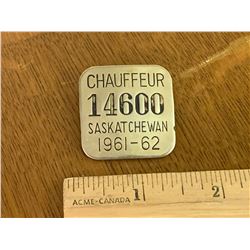 CHAUFFEUR
14600
SASKATCHEWAN
1961-62
1 2
ACME-CANADA